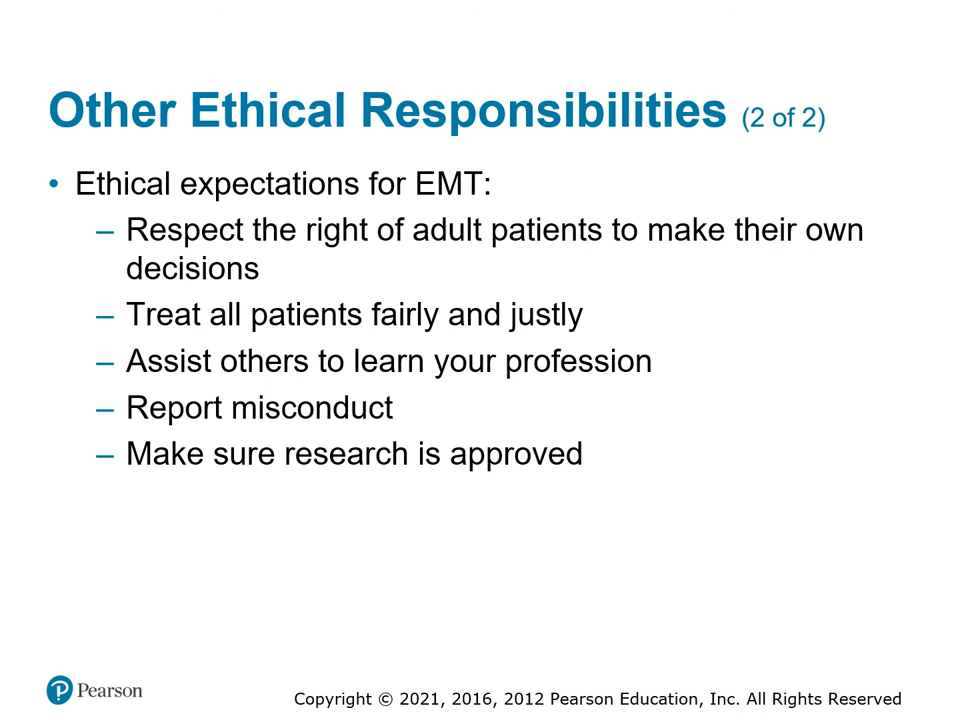 Other Ethical Responsibilities (2 of 2)
• Ethical expectations for EMT:
– Respect the right of adult patients to make their own
decisions
– Treat all patients fairly and justly
– Assist others to learn your profession
– Report misconduct
– Make sure research is approved
Pearson
Copyright © 2021, 2016, 2012 Pearson Education, Inc. All Rights Reserved